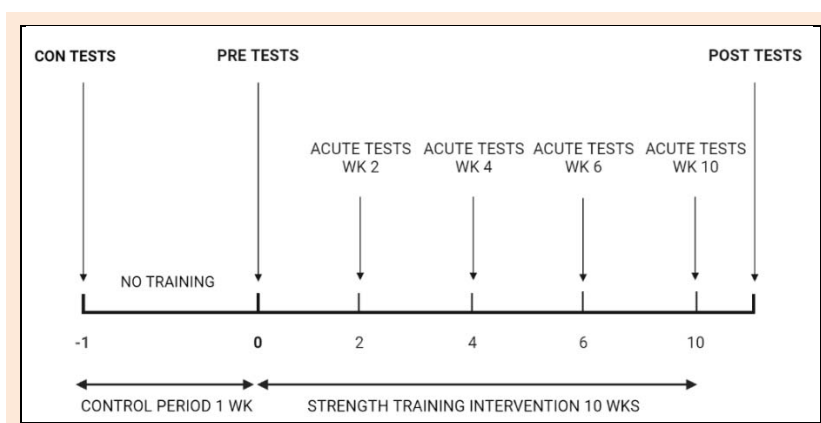 CON TESTS PRE TESTS POST TESTS
ACUTE TESTS ACUTE TESTS ACUTE TESTS ACUTE TESTS
WK 2 WK 4 WK 6 WK 10
NO TRAINING
-1 0 2 4 6 10
CONTROL PERIOD 1 WK STRENGTH TRAINING INTERVENTION 10 WKS